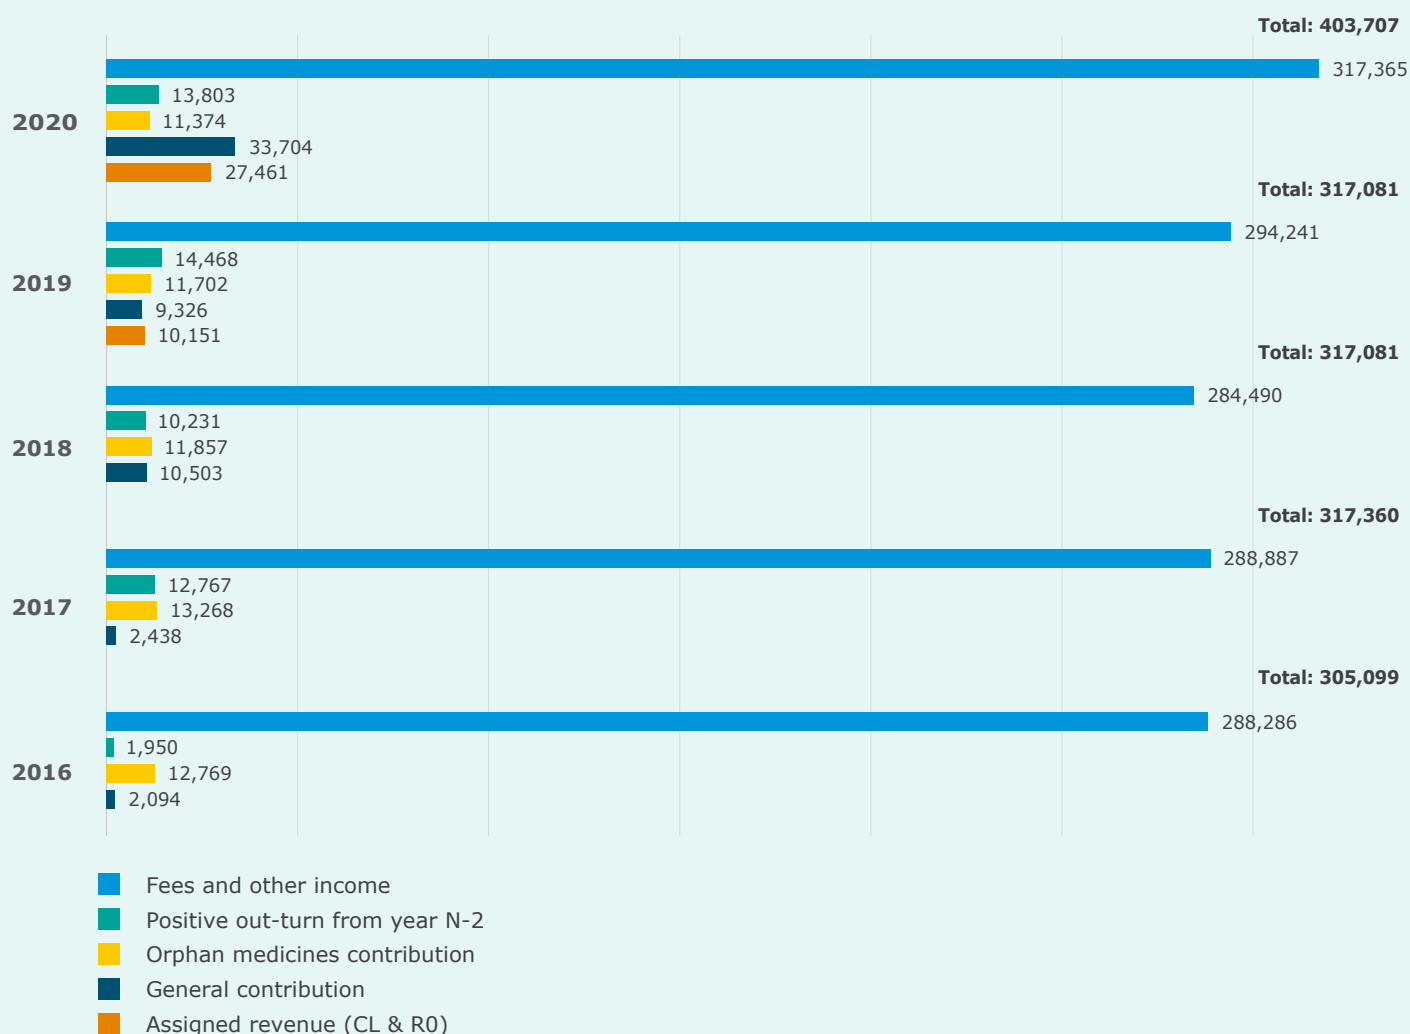 Total: 403,707
317,365
13,803
2020
11,374
33,704
27,461
Total: 317,081
294,241
14,468
2019
11,702
9,326
10,151
Total: 317,081
284,490
10,231
2018
11,857
10,503
Total: 317,360
288,887
12,767
2017
13,268
2,438
Total: 305,099
288,286
1,950
2016
12,769
2,094
Fees and other income
Positive out-turn from year N-2
Orphan medicines contribution
General contribution
Assigned revenue (CL & R0)